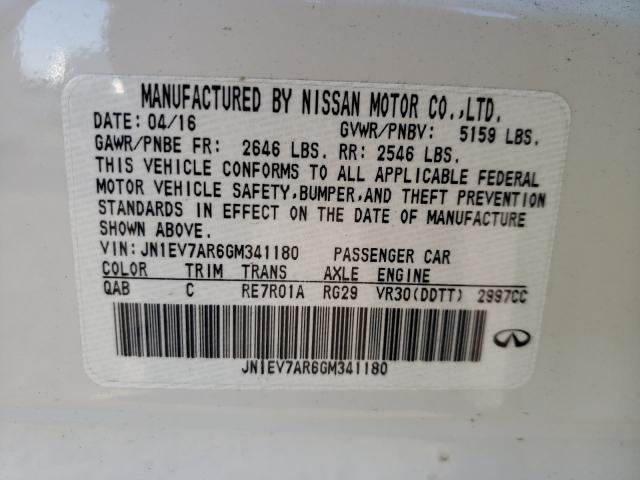 MANUFACTURED BY NISSAN MOTOR CO.,LTD.
DATE: 04/16 GVWR/PNBV: 5159 LBS.
GAWR/PNBE FR: 2646 LBS. RR: 2546 LBS.
THIS VEHICLE CONFORMS TO ALL APPLICABLE FEDERAL
MOTOR VEHICLE SAFETY,BUMPER,AND THEFT PREVENTION
STANDARDS IN EFFECT ON THE DATE OF MANUFACTURE
SHOWN ABOVE.
VIN:JN1EV7AR6GM341180 PASSENGER CAR
COLOR TRIM TRANS AXLE ENGINE
QAB C RE7R01A RG29 VR30(DDTT) 2997CC
JN1EV7AR6GM341180